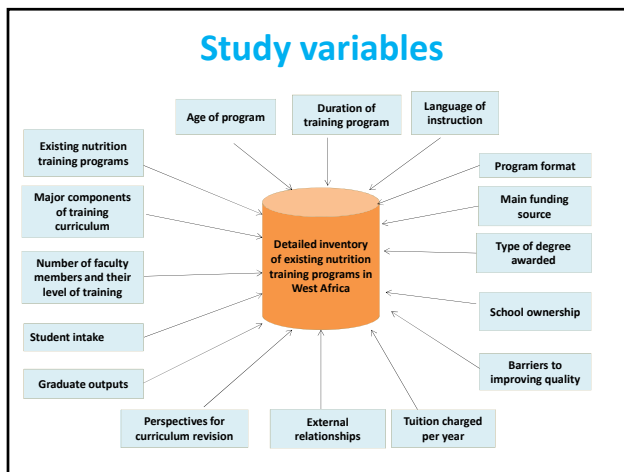 Study variables
Age of program
Duration of
training program
Language of
instruction
Existing nutrition
training programs
Program format
Major components
of training
curriculum
Main funding
source
Number of faculty
members and their
level of training
Detailed inventory
of existing nutrition
training programs in
West Africa
Type of degree
awarded
Student intake
School ownership
Graduate outputs
Barriers to
improving quality
Perspectives for
curriculum revision
External
relationships
Tuition charged
per year